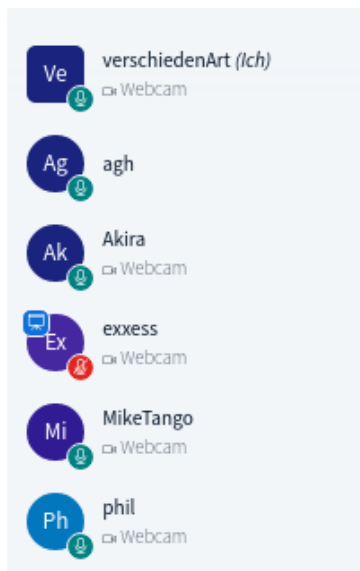 Ve
verschiedenArt (Ich)
Webcam
Ag
agh
Ak
Akira
Webcam
Ex
exxess
Webcam
Mi
MikeTango
Webcam
Ph
phil
Webcam